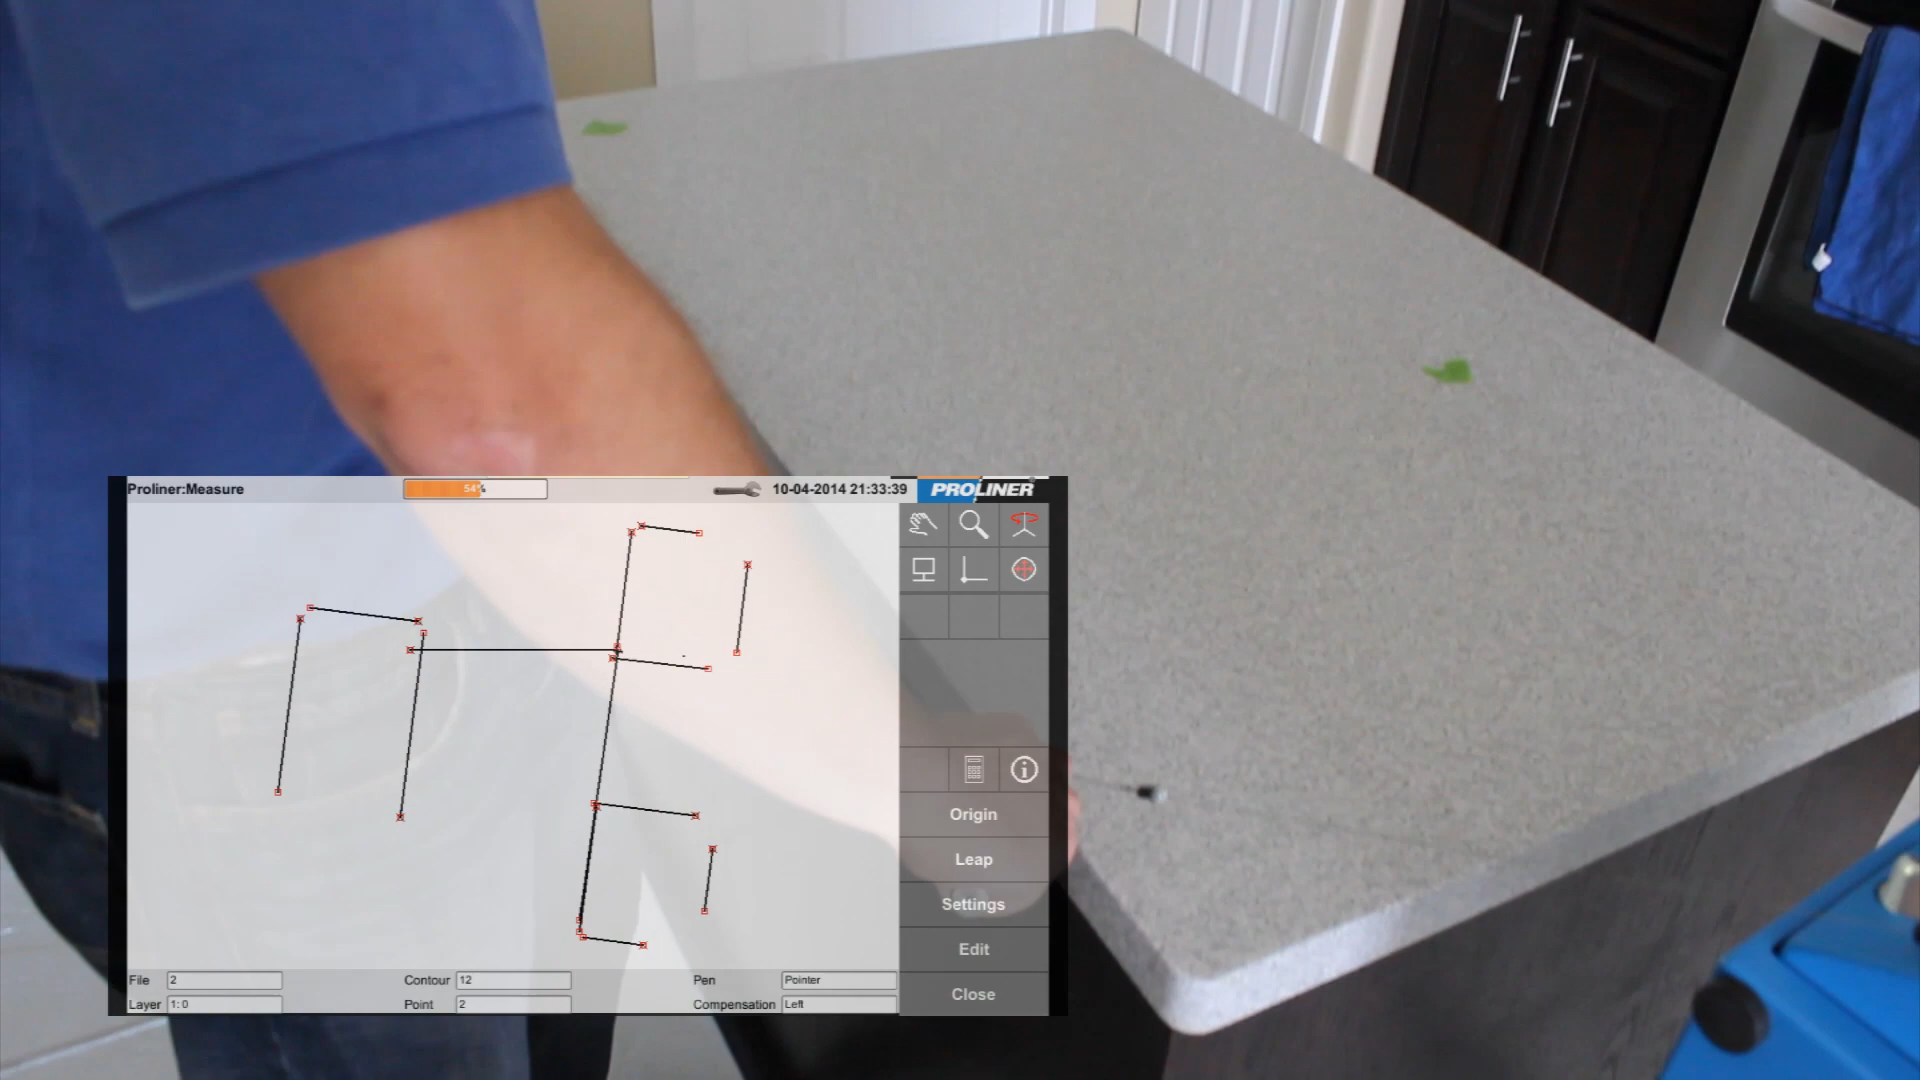 Proliner:Measure
54%
10-04-2014 21:33:39
PROLINER
Origin
Leap
Settings
Edit
Close
File 2
Contour 12
Pen Pointer
Layer 1: 0
Point 2
Compensation Left